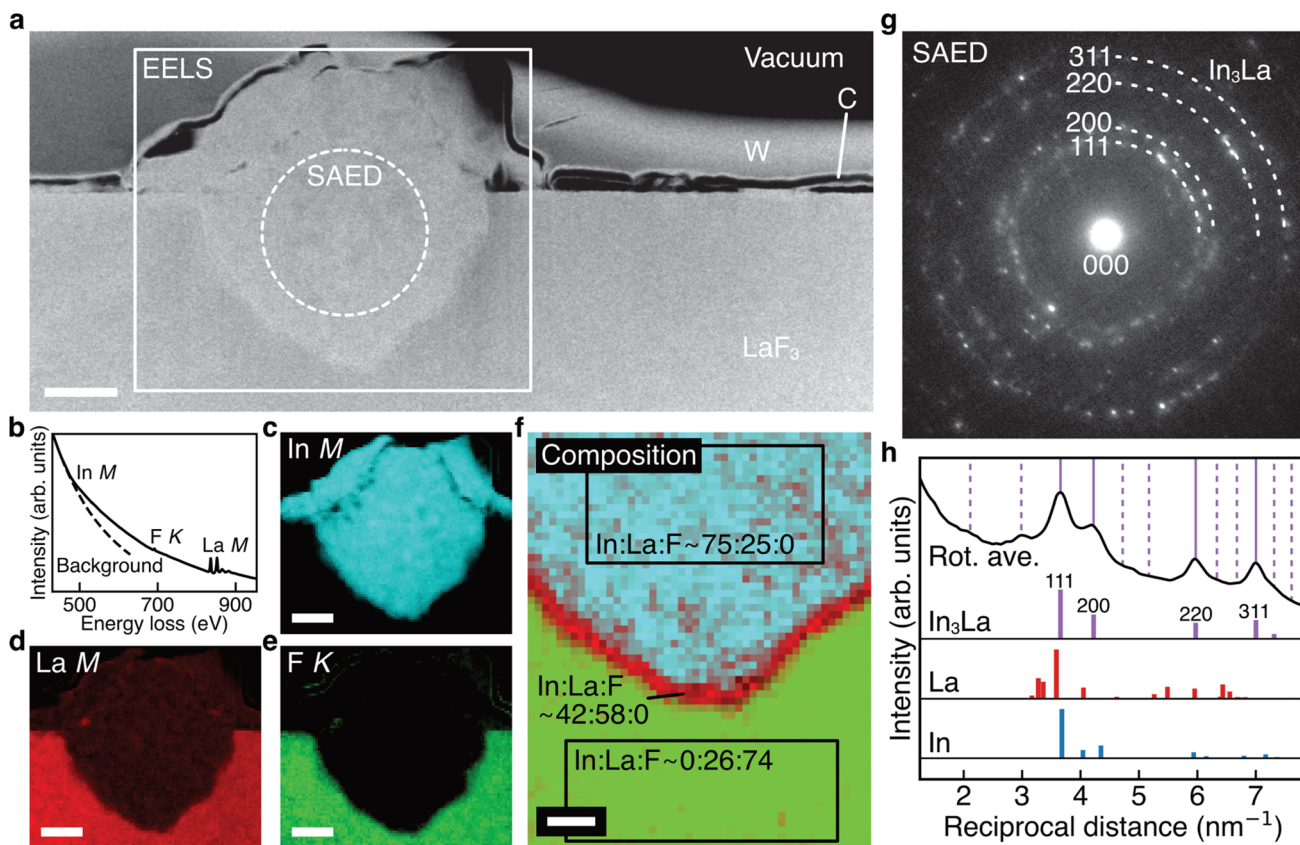 a
EELS
Vacuum
C
W
SAED
LaF₃
b
Intensity (arb. units)
In M
F K
La M
Background
500 700 900
Energy loss (eV)
c
In M
d
La M
e
F K
f
Composition
In:La:F~75:25:0
In:La:F
~42:58:0
In:La:F~0:26:74
g
SAED
311
In₃La
220
200
111
000
h
Intensity (arb. units)
Rot. ave.
111
200
220
311
In₃La
La
In
2 3 4 5 6 7
Reciprocal distance (nm⁻¹)